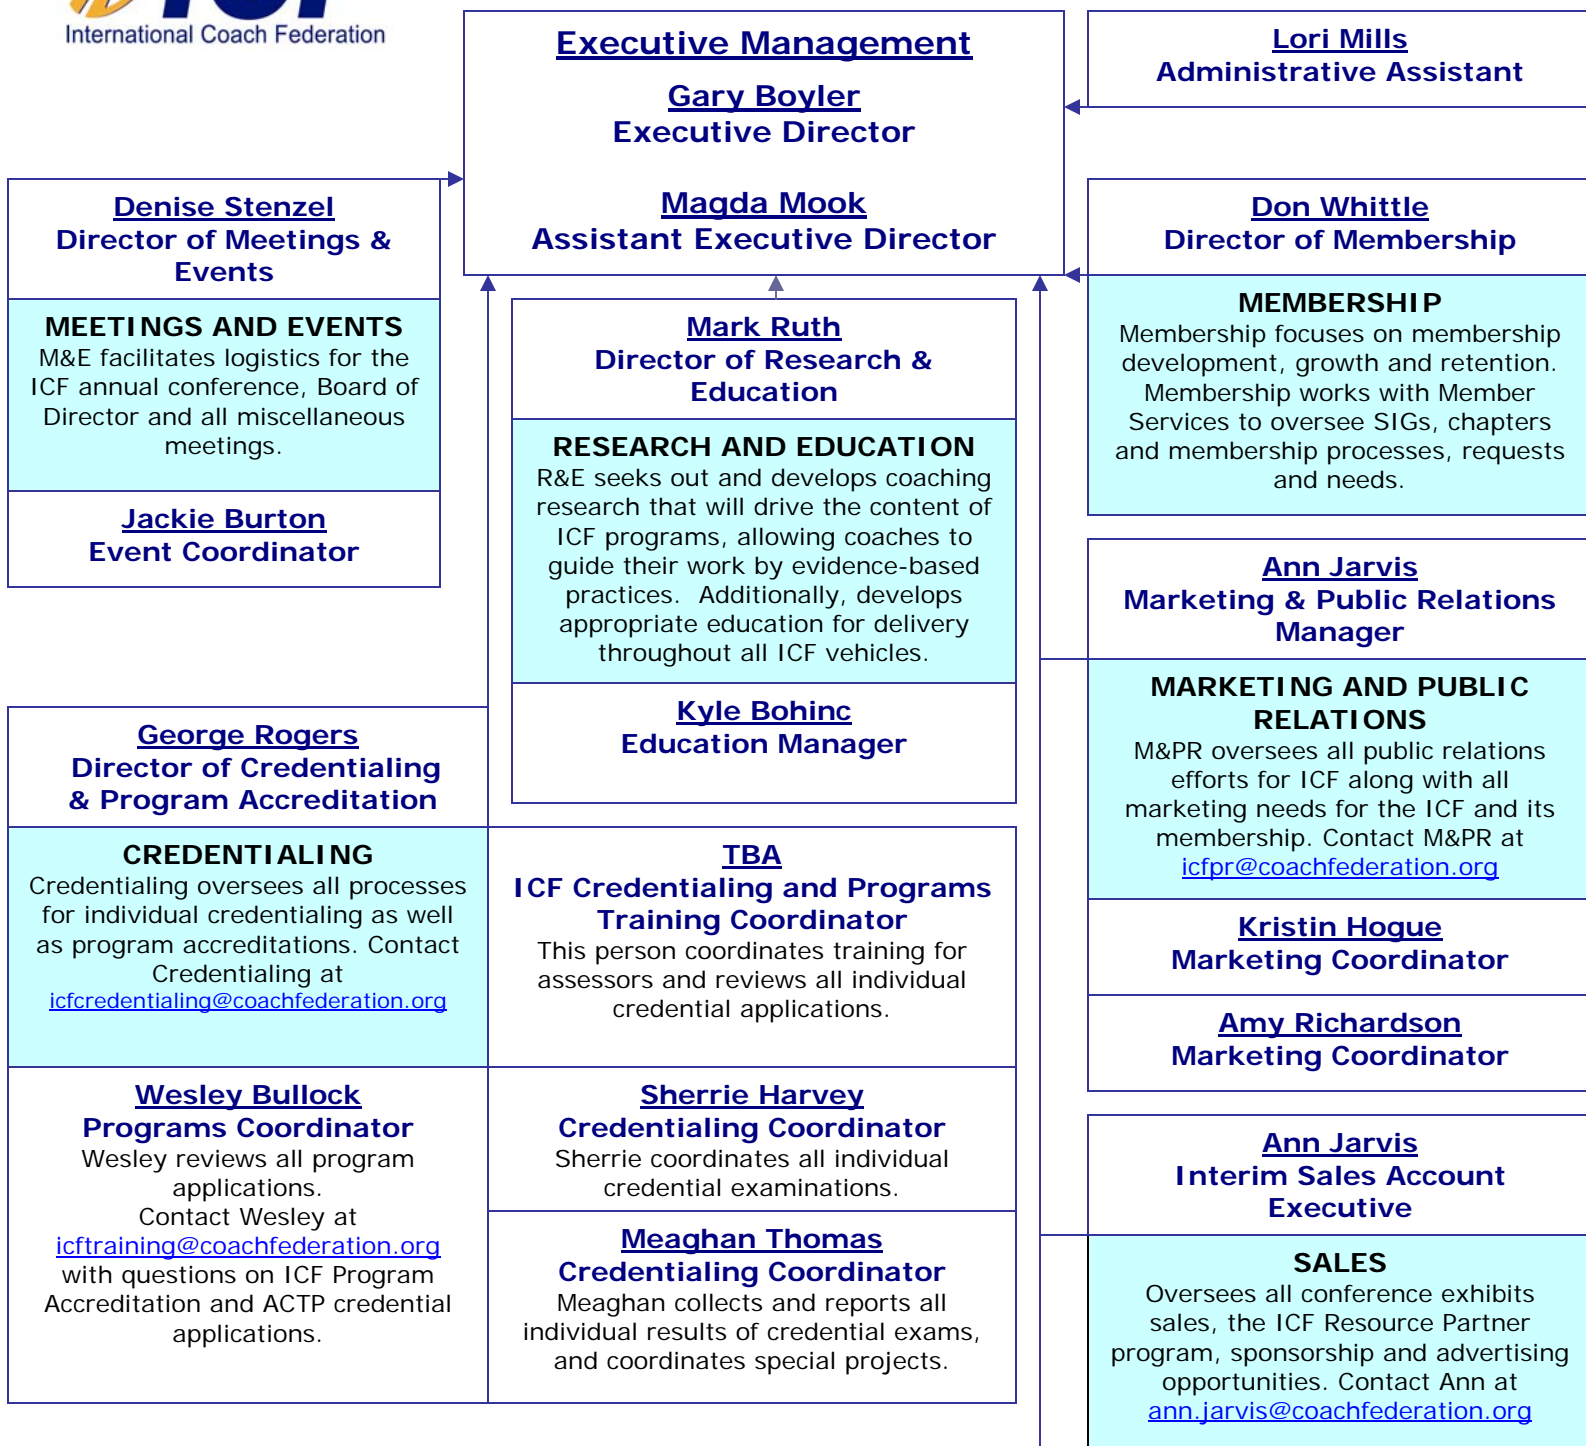 ICF
International Coach Federation
Executive Management
Gary Boyler
Executive Director
Magda Mook
Assistant Executive Director
Lori Mills
Administrative Assistant
Denise Stenzel
Director of Meetings &
Events
MEETINGS AND EVENTS
M&E facilitates logistics for the
ICF annual conference, Board of
Director and all miscellaneous
meetings.
Jackie Burton
Event Coordinator
Mark Ruth
Director of Research &
Education
RESEARCH AND EDUCATION
R&E seeks out and develops coaching
research that will drive the content of
ICF programs, allowing coaches to
guide their work by evidence-based
practices.  Additionally, develops
appropriate education for delivery
throughout all ICF vehicles.
Kyle Bohinc
Education Manager
Don Whittle
Director of Membership
MEMBERSHIP
Membership focuses on membership
development, growth and retention.
Membership works with Member
Services to oversee SIGs, chapters
and membership processes, requests
and needs.
Ann Jarvis
Marketing & Public Relations
Manager
MARKETING AND PUBLIC
RELATIONS
M&PR oversees all public relations
efforts for ICF along with all
marketing needs for the ICF and its
membership. Contact M&PR at
icfpr@coachfederation.org
Kristin Hogue
Marketing Coordinator
Amy Richardson
Marketing Coordinator
George Rogers
Director of Credentialing
& Program Accreditation
CREDENTIALING
Credentialing oversees all processes
for individual credentialing as well
as program accreditations. Contact
Credentialing at
icfcredentialing@coachfederation.org
TBA
ICF Credentialing and Programs
Training Coordinator
This person coordinates training for
assessors and reviews all individual
credential applications.
Wesley Bullock
Programs Coordinator
Wesley reviews all program
applications.
Contact Wesley at
icftraining@coachfederation.org
with questions on ICF Program
Accreditation and ACTP credential
applications.
Sherrie Harvey
Credentialing Coordinator
Sherrie coordinates all individual
credential examinations.
Meaghan Thomas
Credentialing Coordinator
Meaghan collects and reports all
individual results of credential exams,
and coordinates special projects.
Ann Jarvis
Interim Sales Account
Executive
SALES
Oversees all conference exhibits
sales, the ICF Resource Partner
program, sponsorship and advertising
opportunities. Contact Ann at
ann.jarvis@coachfederation.org